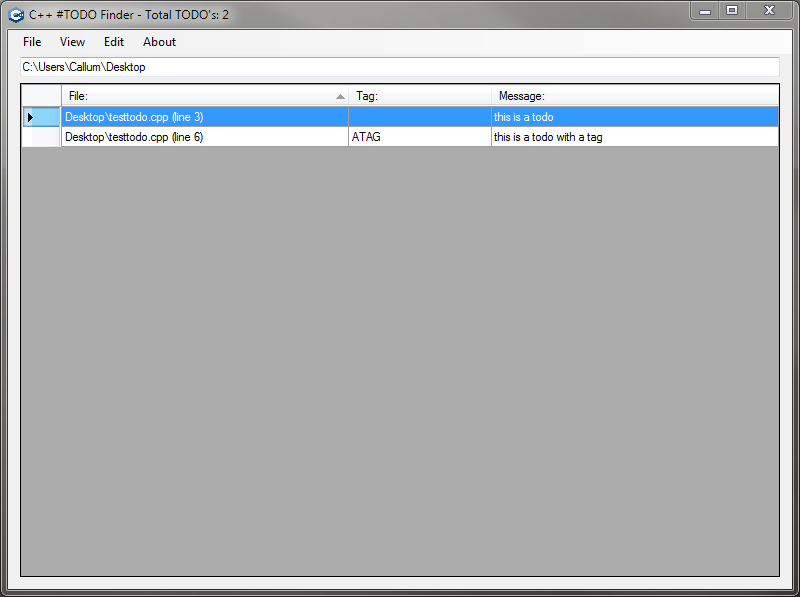 C++ #TODO Finder - Total TODO's: 2
File View Edit About
C:\Users\Callum\Desktop
File: Tag: Message:
Desktop\testtodo.cpp (line 3) this is a todo
Desktop\testtodo.cpp (line 6) ATAG this is a todo with a tag